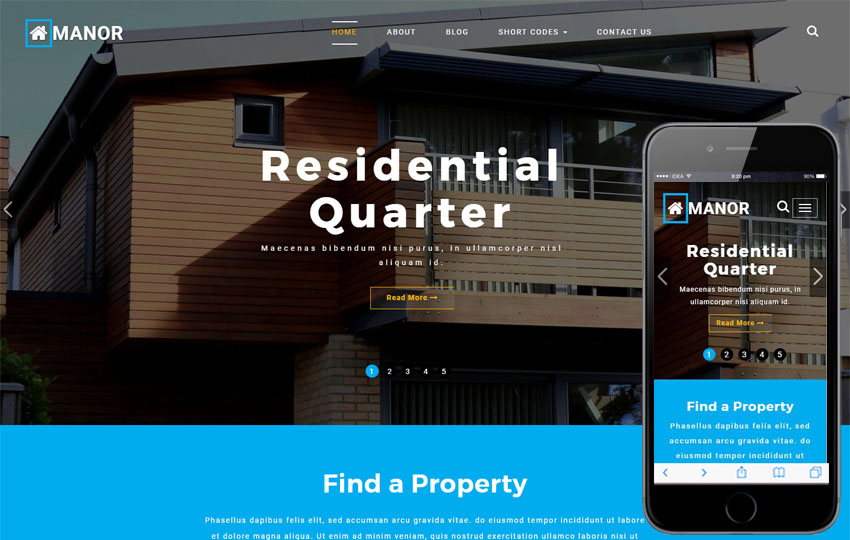 MANOR
HOME ABOUT BLOG SHORT CODES CONTACT US
Residential
Quarter
Maecenas bibendum nisi purus, in ullamcorper nisl
aliquam id.
Read More
1 2 3 4 5
Find a Property
Phasellus dapibus felis elit, sed accumsan arcu gravida vitae. do eiusmod tempor incididunt ut labore
et dolore magna aliqua. Ut enim ad minim veniam, quis nostrud exercitation ullamco laboris nisi ut
IDEA 9:20 pm 90%
MANOR
Residential
Quarter
Maecenas bibendum nisi purus, in
ullamcorper nisl aliquam id.
Read More
1 2 3 4 5
Find a Property
Phasellus dapibus felis elit, sed
accumsan arcu gravida vitae. do
eiusmod tempor incididunt ut